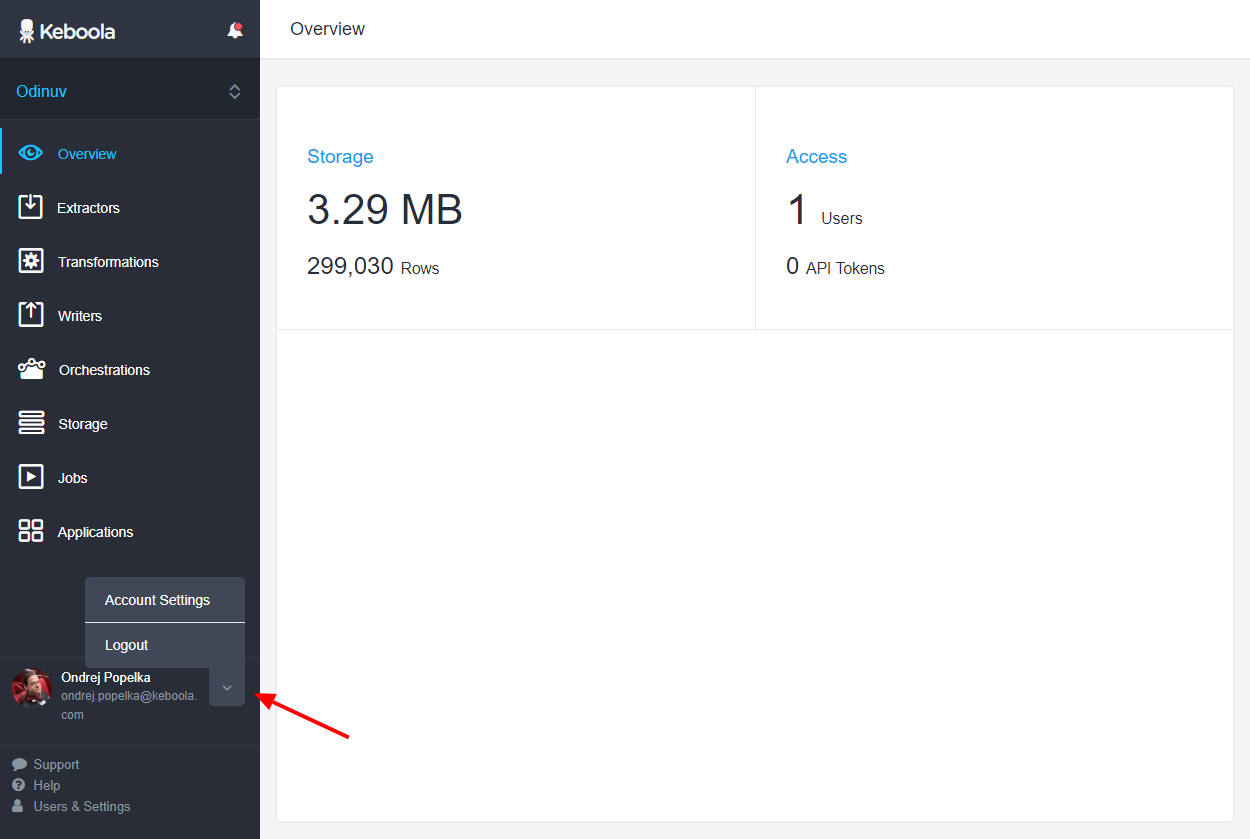 Keboola
Overview
Odinuv
Overview
Extractors
Transformations
Writers
Orchestrations
Storage
Jobs
Applications
Account Settings
Logout
Ondrej Popelka
ondrej.popelka@keboola.
com
Support
Help
Users & Settings
Storage
3.29 MB
299,030 Rows
Access
1 Users
0 API Tokens